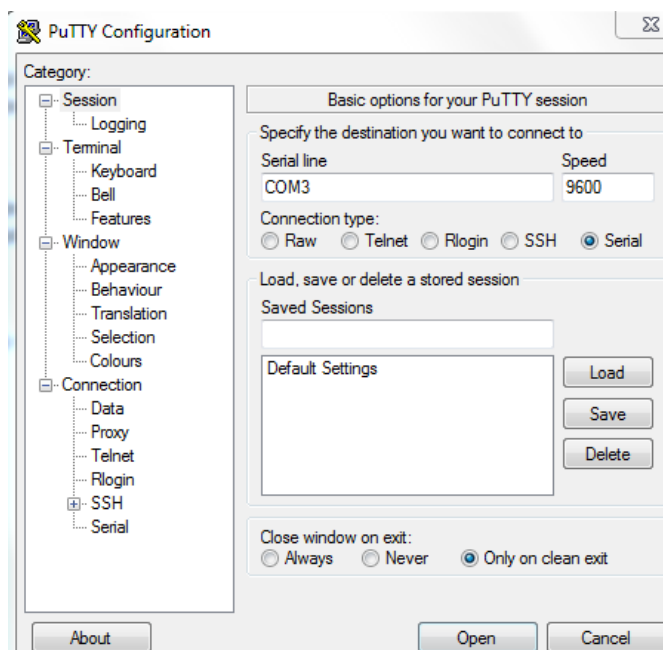 PuTTY Configuration
Category:
Session
Logging
Terminal
Keyboard
Bell
Features
Window
Appearance
Behaviour
Translation
Selection
Colours
Connection
Data
Proxy
Telnet
Rlogin
SSH
Serial
Basic options for your PuTTY session
Specify the destination you want to connect to
Serial line Speed
COM3 9600
Connection type:
Raw Telnet Rlogin SSH Serial
Load, save or delete a stored session
Saved Sessions
Default Settings
Load
Save
Delete
Close window on exit:
Always Never Only on clean exit
About Open Cancel